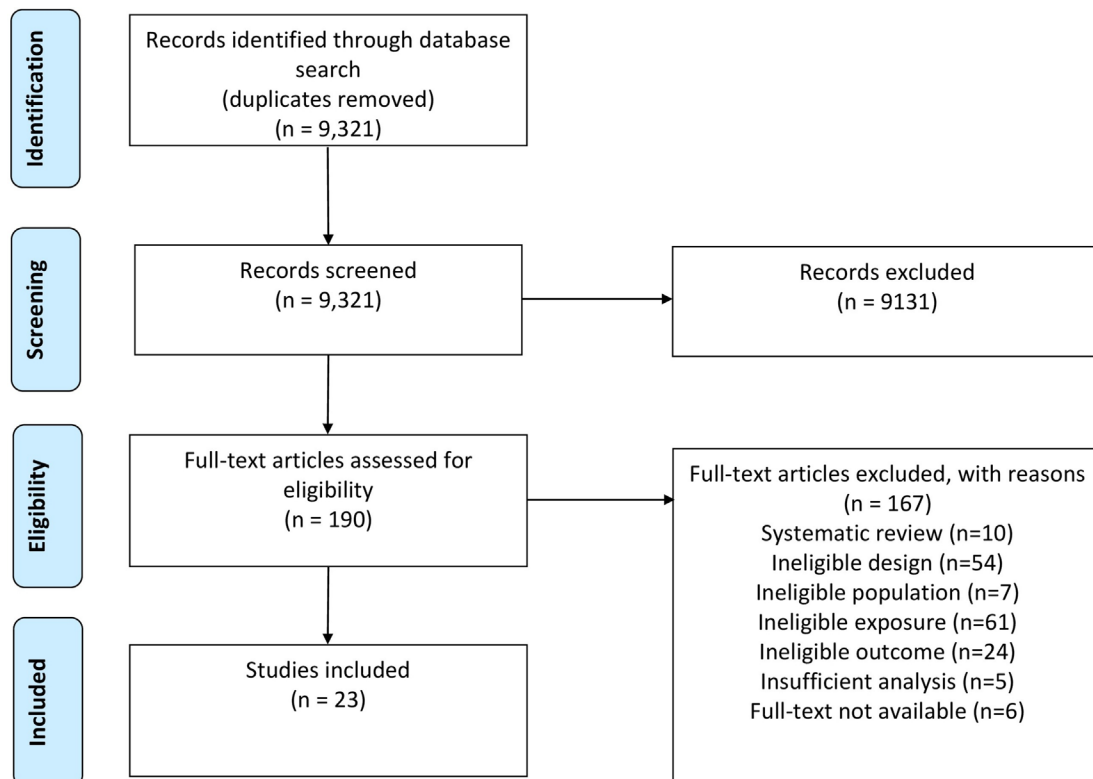 Identification
Records identified through database
search
(duplicates removed)
(n = 9,321)
Screening
Records screened
(n = 9,321)
Records excluded
(n = 9131)
Eligibility
Full-text articles assessed for
eligibility
(n = 190)
Full-text articles excluded, with reasons
(n = 167)
Systematic review (n=10)
Ineligible design (n=54)
Ineligible population (n=7)
Ineligible exposure (n=61)
Ineligible outcome (n=24)
Insufficient analysis (n=5)
Full-text not available (n=6)
Included
Studies included
(n = 23)